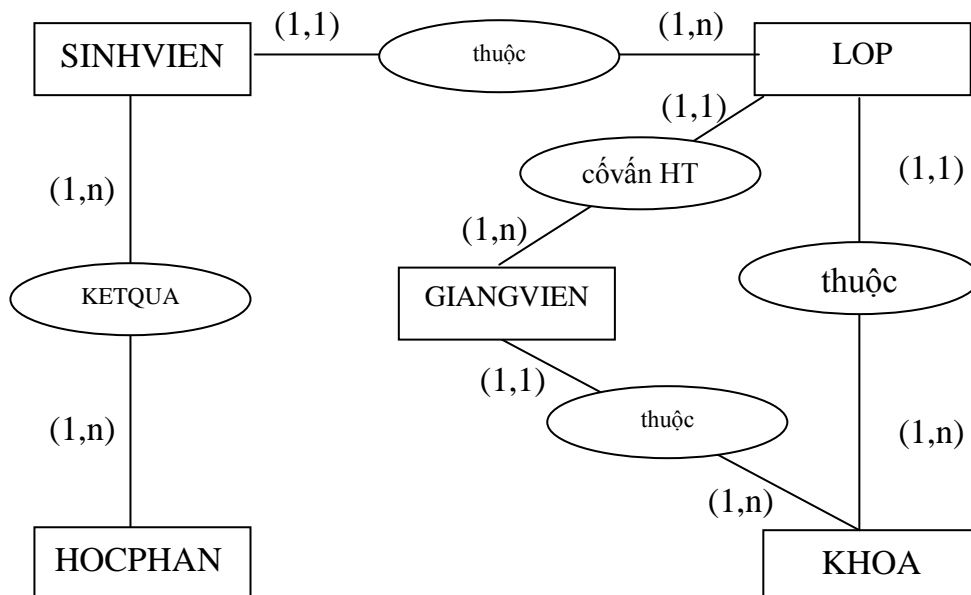 (1,1)
(1,n)
SINHVIEN
thuộc
LOP
(1,1)
cốvấn HT
(1,n)
(1,1)
(1,n)
GIANGVIEN
thuộc
KETQUA
(1,1)
thuộc
(1,n)
(1,n)
(1,n)
HOCPHAN
KHOA